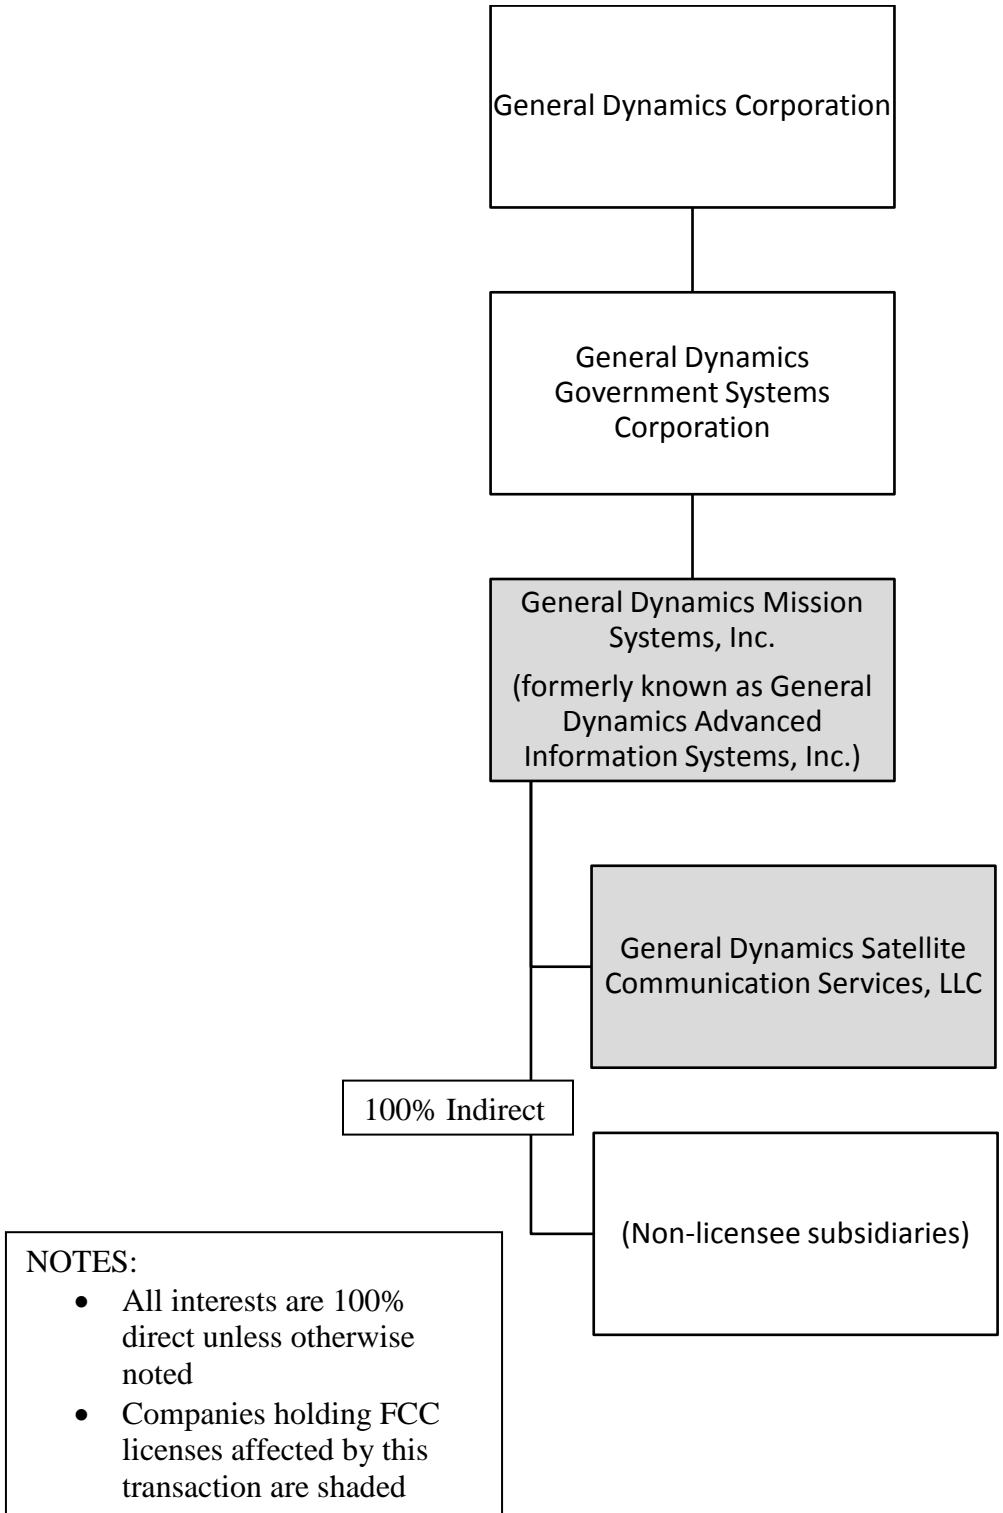 General Dynamics Corporation
General Dynamics
Government Systems
Corporation
General Dynamics Mission
Systems, Inc.
(formerly known as General
Dynamics Advanced
Information Systems, Inc.)
General Dynamics Satellite
Communication Services, LLC
100% Indirect
(Non-licensee subsidiaries)
NOTES:
• All interests are 100%
direct unless otherwise
noted
• Companies holding FCC
licenses affected by this
transaction are shaded